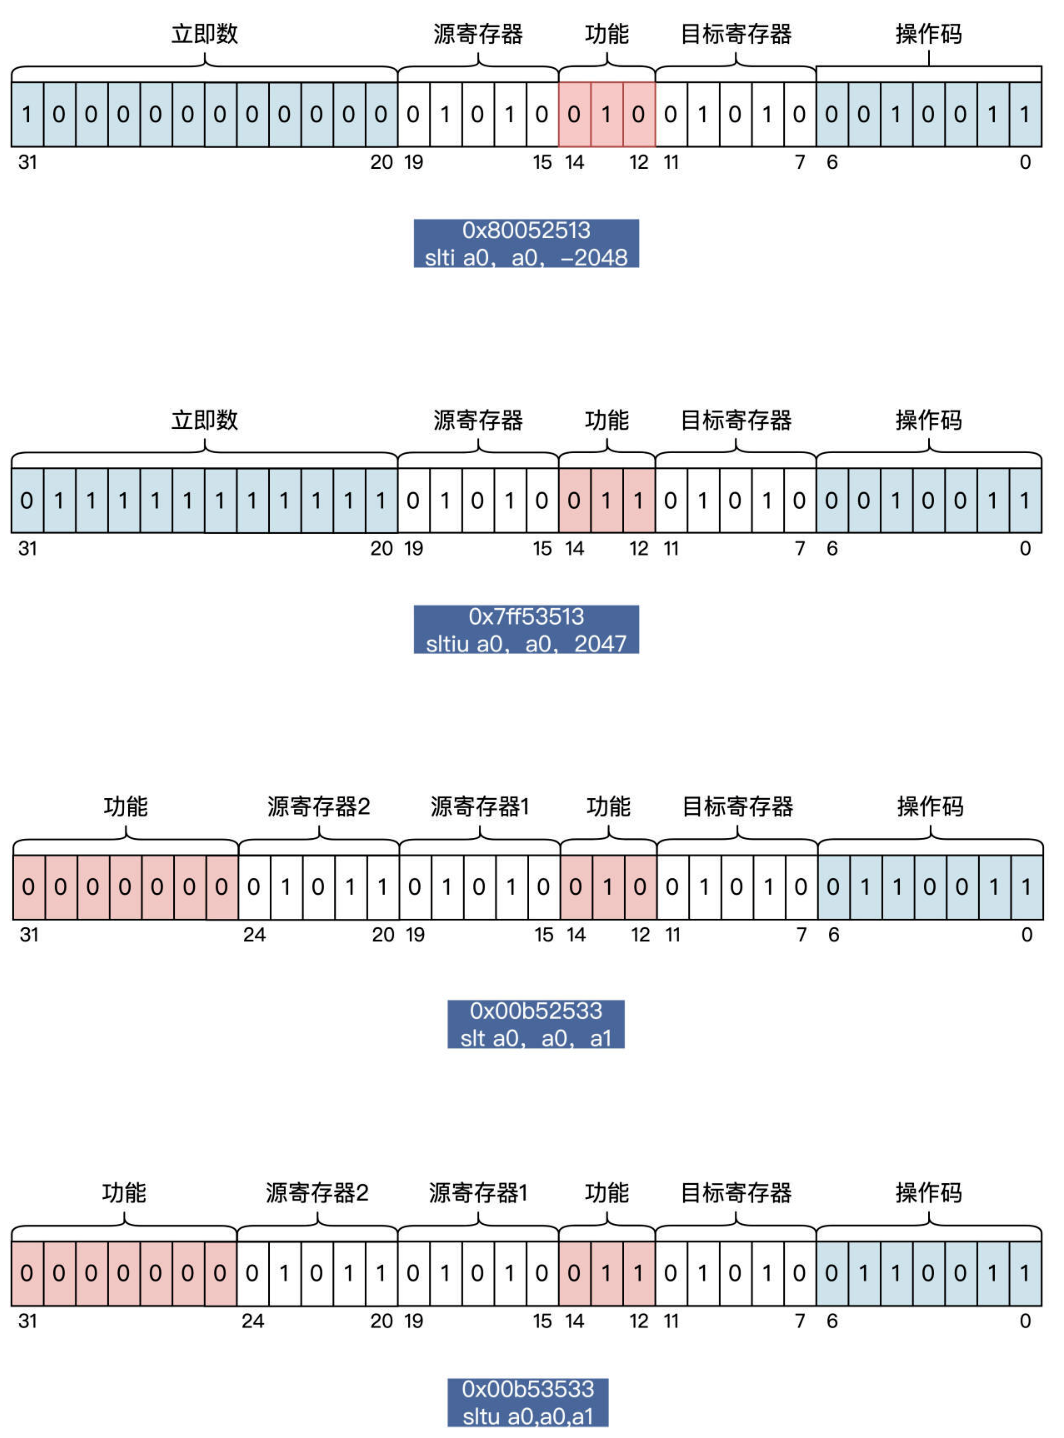 立即数 源寄存器 功能 目标寄存器 操作码
1 0 0 0 0 0 0 0 0 0 0 0 0 1 0 1 0 0 1 0 0 1 0 1 0 0 0 1 0 0 1 1
31 20 19 15 14 12 11 7 6 0
0x80052513
slti a0，a0，-2048
立即数 源寄存器 功能 目标寄存器 操作码
0 1 1 1 1 1 1 1 1 1 1 1 0 1 0 1 0 0 1 1 0 1 0 1 0 0 0 1 0 0 1 1
31 20 19 15 14 12 11 7 6 0
0x7ff53513
sltiu a0，a0，2047
功能 源寄存器2 源寄存器1 功能 目标寄存器 操作码
0 0 0 0 0 0 0 0 1 0 1 1 0 1 0 1 0 0 1 0 0 1 0 1 0 0 1 1 0 0 1 1
31 24 20 19 15 14 12 11 7 6 0
0x00b52533
slt a0，a0，a1
功能 源寄存器2 源寄存器1 功能 目标寄存器 操作码
0 0 0 0 0 0 0 0 1 0 1 1 0 1 0 1 0 0 1 1 0 1 0 1 0 0 1 1 0 0 1 1
31 24 20 19 15 14 12 11 7 6 0
0x00b53533
sltu a0,a0,a1